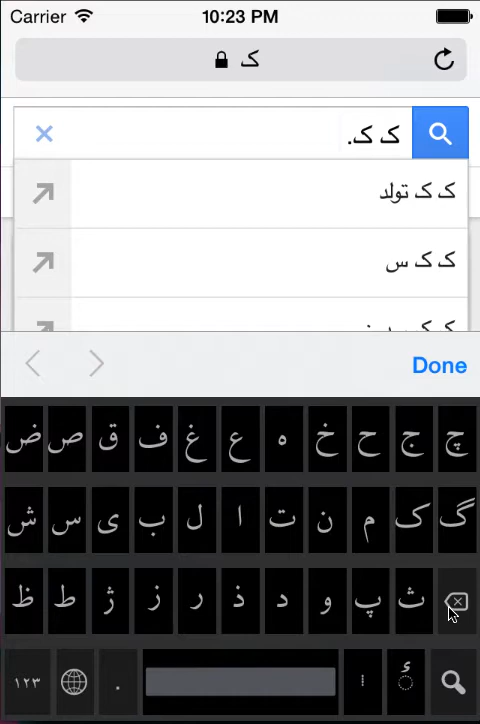 Carrier 10:23 PM
ک
ک ک.
ک ک تولد
ک ک س
Done
ض ص ق ف غ ع ه خ ح ج چ
ش س ی ب ل ا ت ن م ک گ
ظ ط ژ ز ر ذ د و پ ث
۱۲۳ .